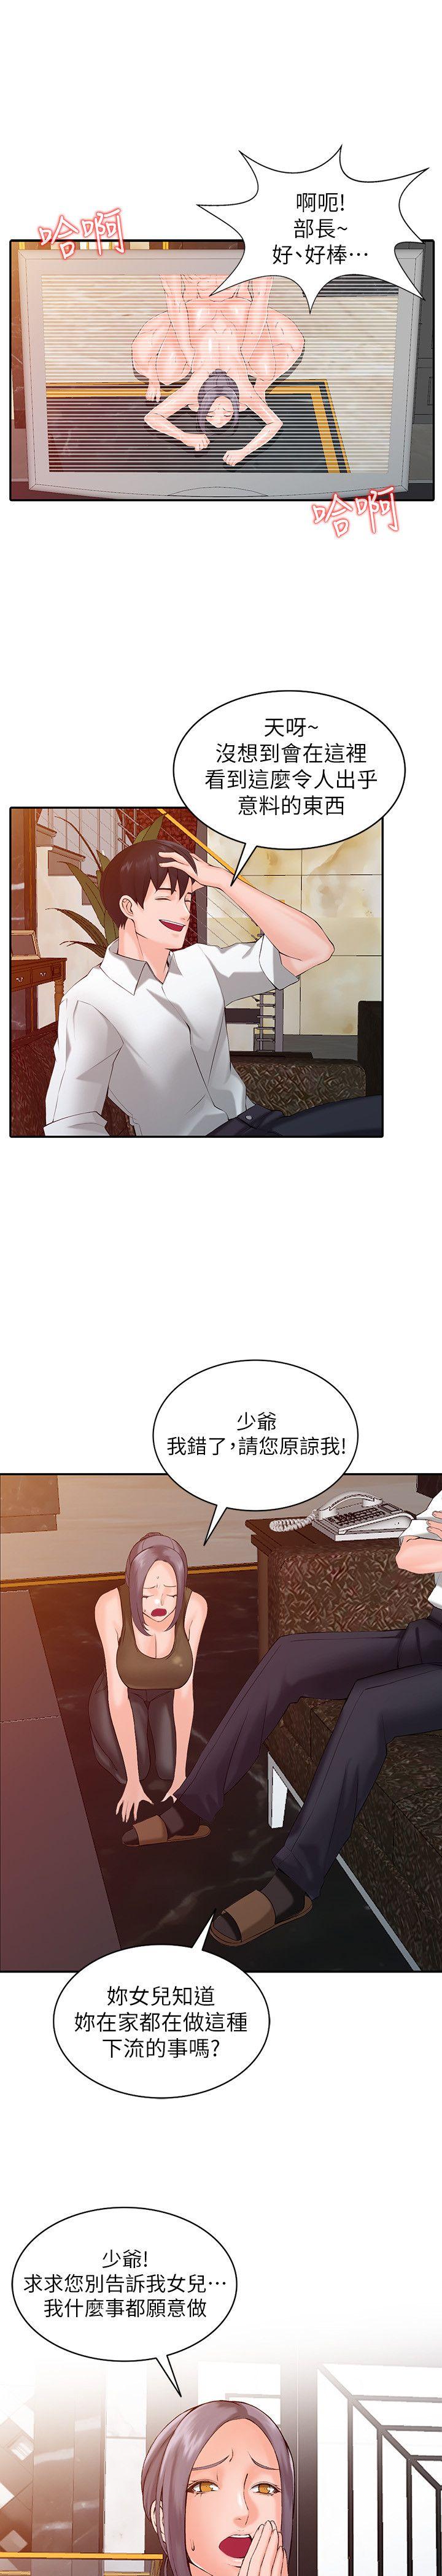 啊呃!
部長~
好、好棒…
哈啊
哈啊
天呀~
沒想到會在這裡
看到這麼令人出乎
意料的東西
少爺
我錯了,請您原諒我!
妳女兒知道
妳在家都在做這種
下流的事嗎?
少爺!
求求您別告訴我女兒…
我什麼事都願意做